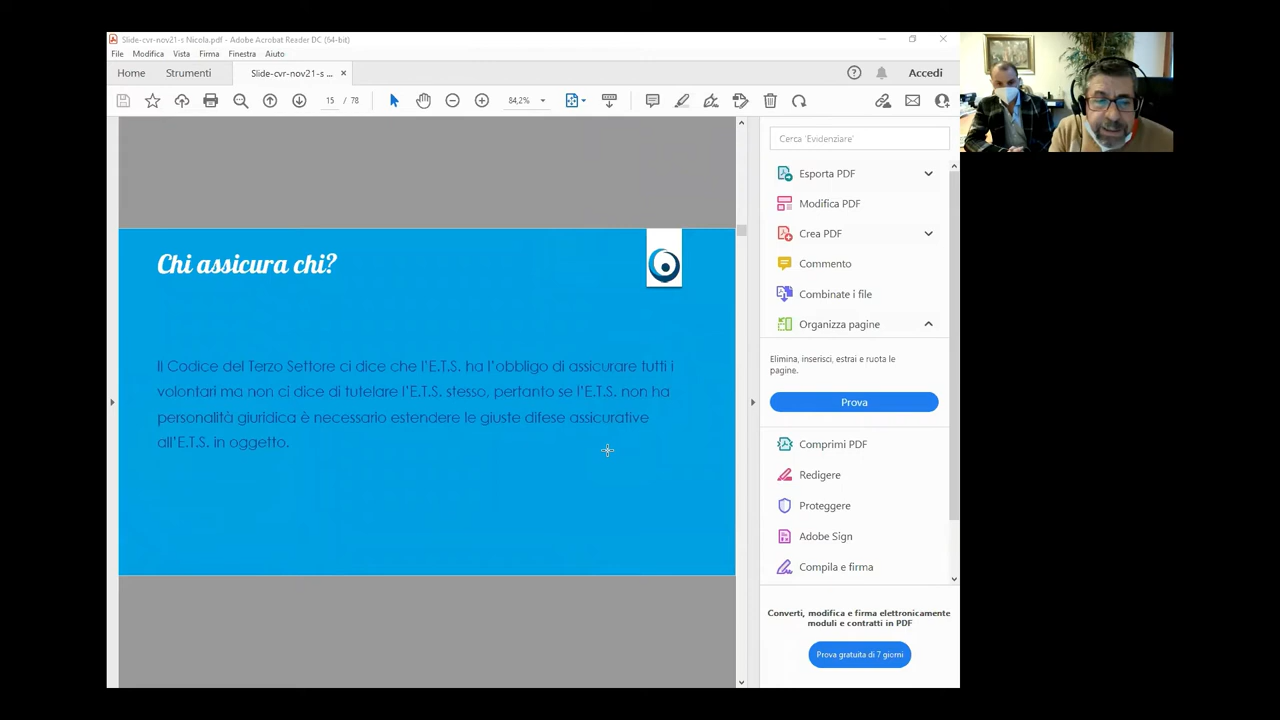 Slide-cvr-nov21-s Nicola.pdf - Adobe Acrobat Reader DC (64-bit)
File Modifica Vista Firma Finestra Aiuto
Home Strumenti Slide-cvr-nov21-s ... × Accedi
15 / 78 84,2%
Cerca 'Evidenziare'
Esporta PDF
Modifica PDF
Crea PDF
Commento
Combinate i file
Organizza pagine
Elimina, inserisci, estrai e ruota le
pagine.
Prova
Comprimi PDF
Redigere
Proteggere
Adobe Sign
Compila e firma
Converti, modifica e firma elettronicamente
moduli e contratti in PDF
Prova gratuita di 7 giorni
Chi assicura chi?
Il Codice del Terzo Settore ci dice che l'E.T.S. ha l'obbligo di assicurare tutti i
volontari ma non ci dice di tutelare l'E.T.S. stesso, pertanto se l'E.T.S. non ha
personalità giuridica è necessario estendere le giuste difese assicurative
all'E.T.S. in oggetto.